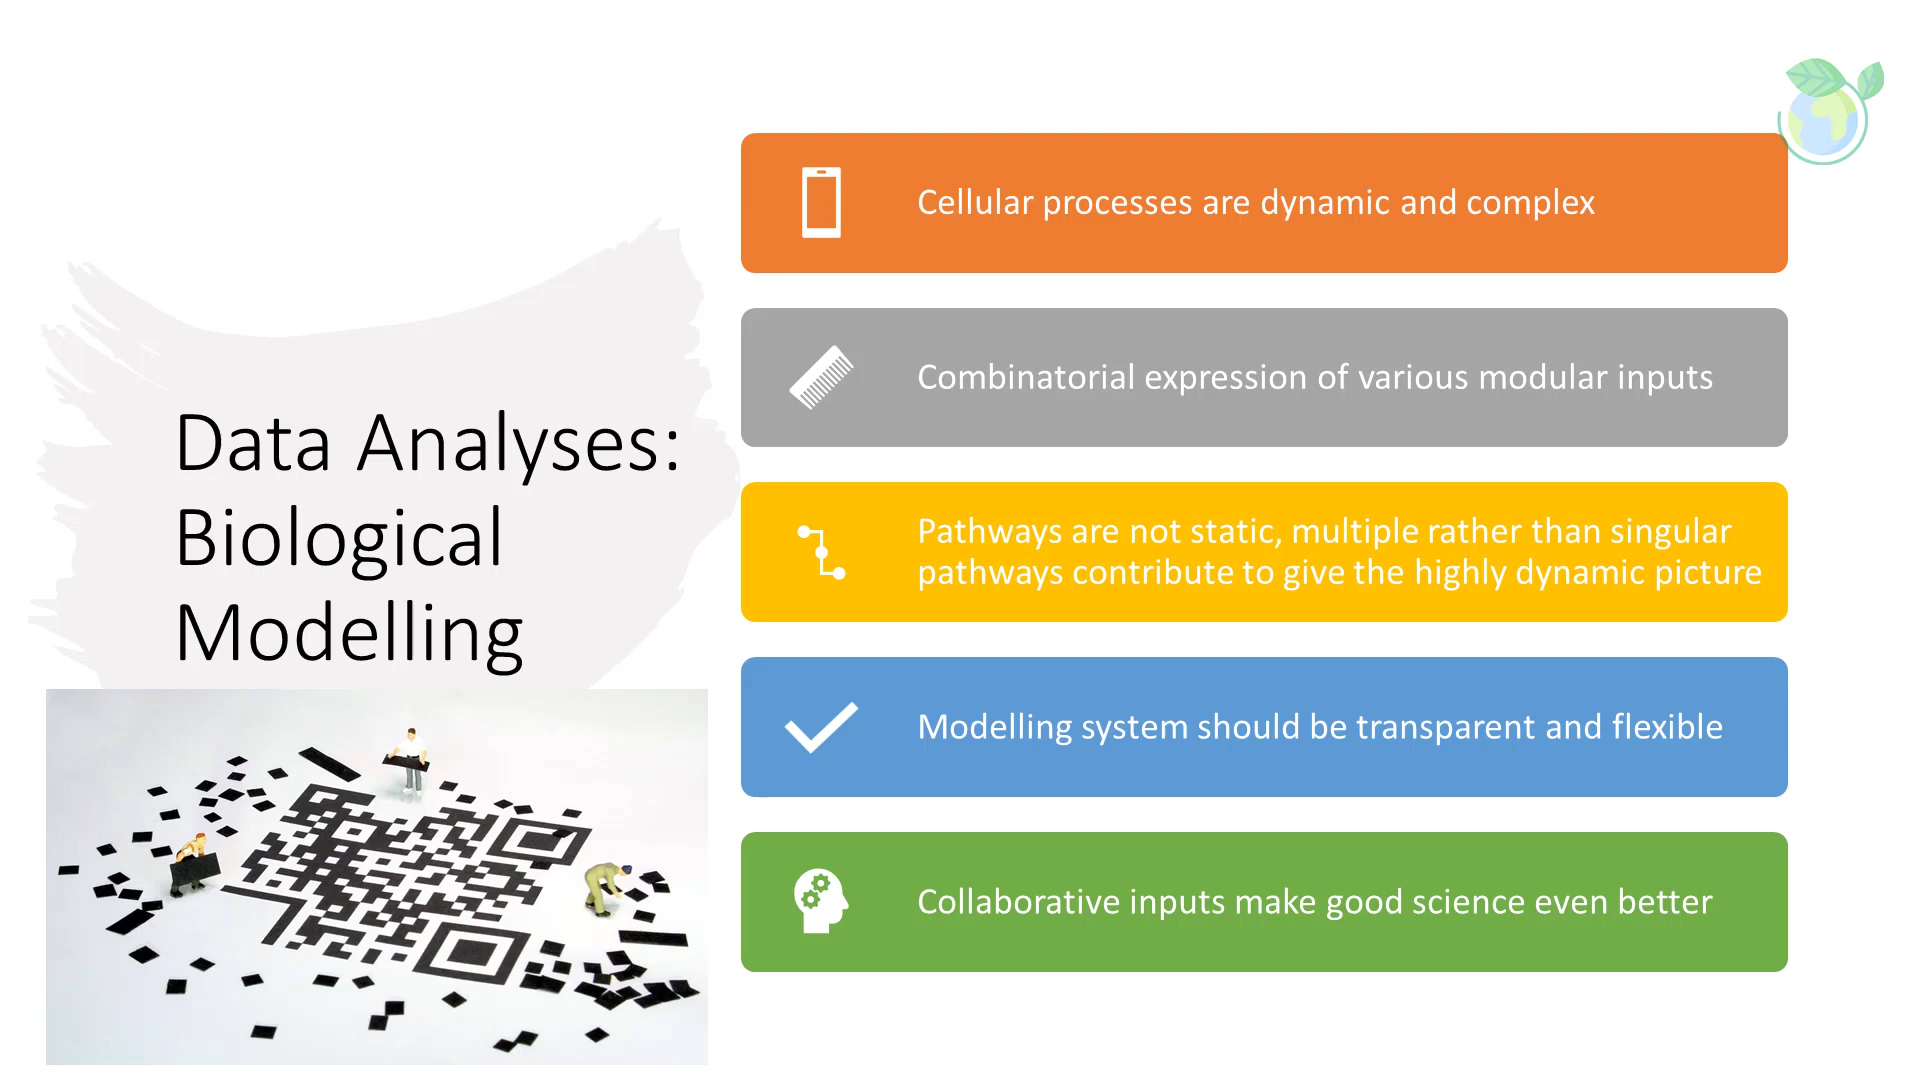 Data Analyses:
Biological
Modelling
Cellular processes are dynamic and complex
Combinatorial expression of various modular inputs
Pathways are not static, multiple rather than singular
pathways contribute to give the highly dynamic picture
Modelling system should be transparent and flexible
Collaborative inputs make good science even better